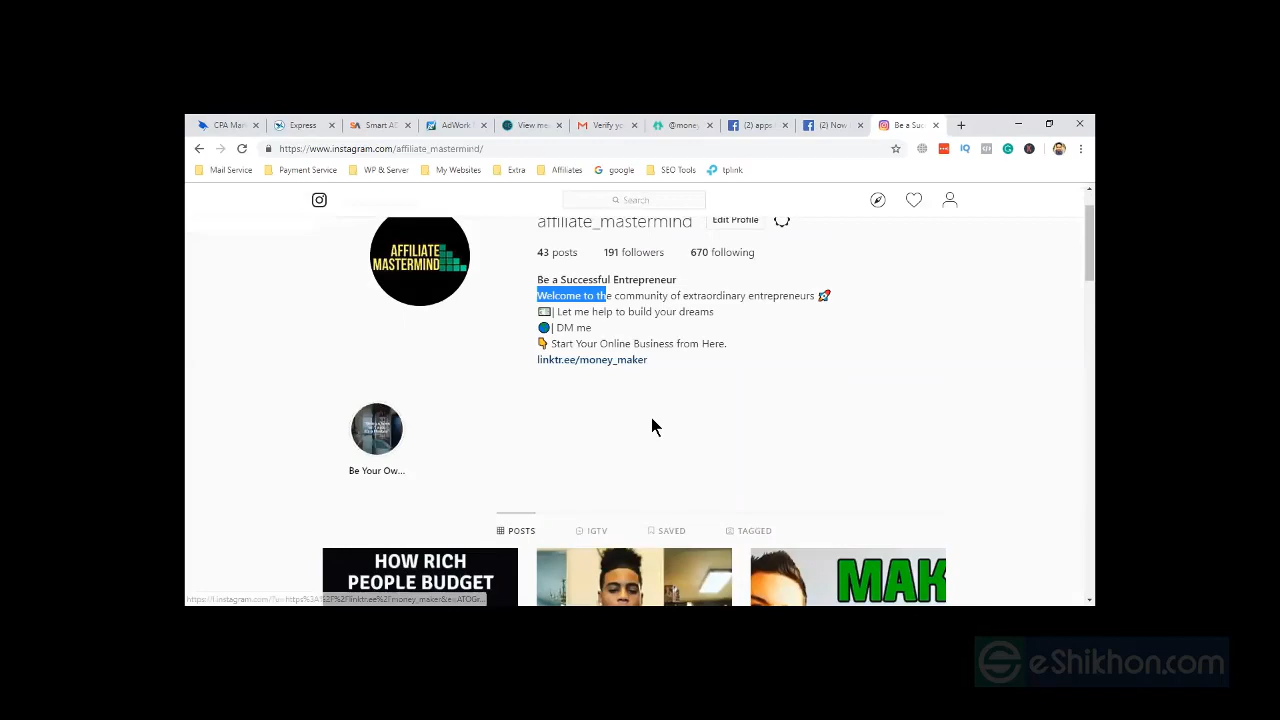 CPA Mar
Express
Smart AD
AdWork
View me
Verify yo
@mone
(2) apps
(2) Now
Be a Suc
https://www.instagram.com/affiliate_mastermind/
Mail Service
Payment Service
WP & Server
My Websites
Extra
Affiliates
google
SEO Tools
tplink
Search
affiliate_mastermind
Edit Profile
AFFILIATE
MASTERMIND
43 posts 191 followers 670 following
Be a Successful Entrepreneur
Welcome to the community of extraordinary entrepreneurs 🚀
💵| Let me help to build your dreams
🌎| DM me
👇 Start Your Online Business from Here.
linktr.ee/money_maker
Be Your Ow...
POSTS
IGTV
SAVED
TAGGED
HOW RICH
PEOPLE BUDGET
MAK
eShikhon.com